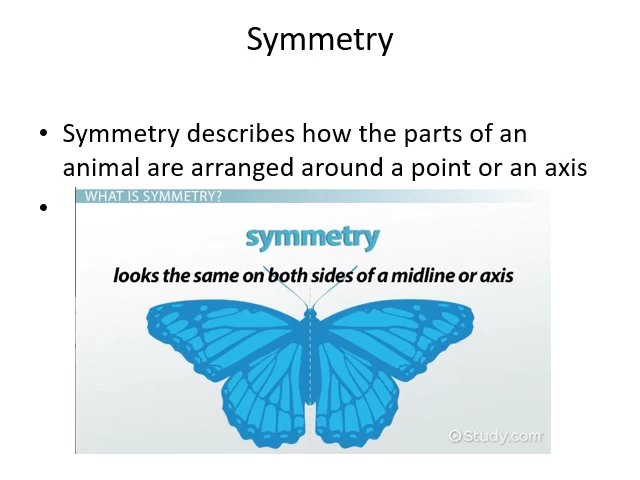 Symmetry
• Symmetry describes how the parts of an
animal are arranged around a point or an axis
•
WHAT IS SYMMETRY?
symmetry
looks the same on both sides of a midline or axis
Study.com